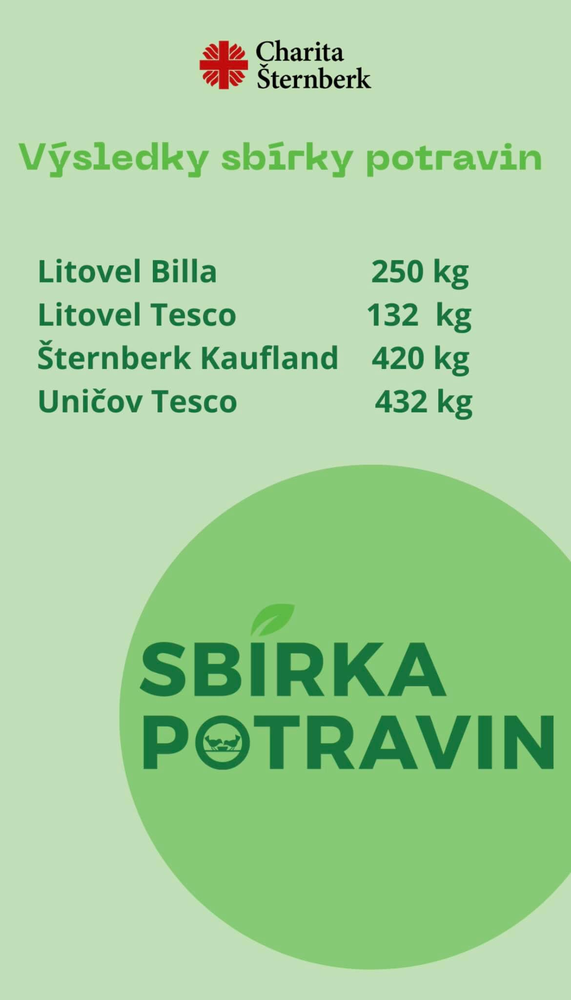 Charita
Šternberk
Výsledky sbírky potravin
Litovel Billa 250 kg
Litovel Tesco 132 kg
Šternberk Kaufland 420 kg
Uničov Tesco 432 kg
SBÍRKA
POTRAVIN